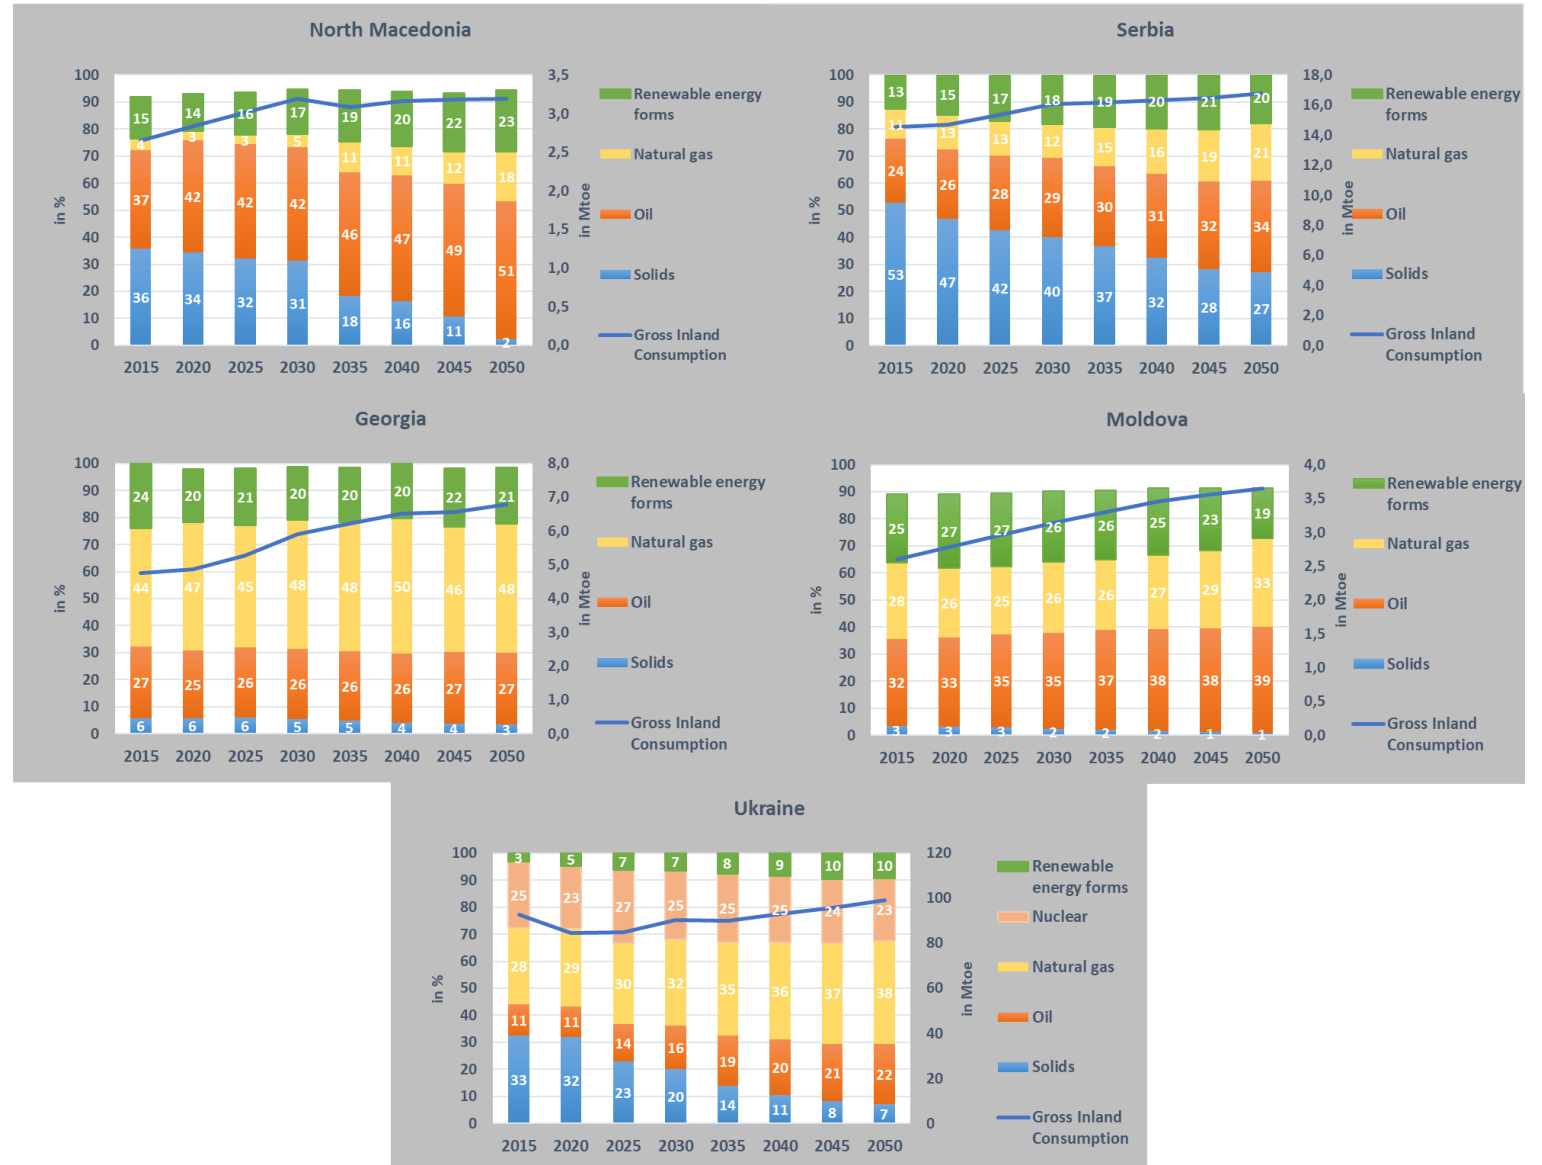 North Macedonia
100 90 80 70 60 50 40 30 20 10 0
in %
15 14 16 17 19 20 22 23
4 3 3 5 11 11 12 18
37 42 42 42 46 47 49 51
36 34 32 31 18 16 11 2
2015 2020 2025 2030 2035 2040 2045 2050
3,5 3,0 2,5 2,0 1,5 1,0 0,5 0,0
in Mtoe
Renewable energy
forms
Natural gas
Oil
Solids
Gross Inland
Consumption
Serbia
100 90 80 70 60 50 40 30 20 10 0
in %
13 15 17 18 19 20 21 20
11 13 13 12 15 16 19 21
24 26 28 29 30 31 32 34
53 47 42 40 37 32 28 27
2015 2020 2025 2030 2035 2040 2045 2050
18,0 16,0 14,0 12,0 10,0 8,0 6,0 4,0 2,0 0,0
in Mtoe
Renewable energy
forms
Natural gas
Oil
Solids
Gross Inland
Consumption
Georgia
100 90 80 70 60 50 40 30 20 10 0
in %
24 20 21 20 20 20 22 21
44 47 45 48 48 50 46 48
27 25 26 26 26 26 27 27
6 6 6 5 5 4 4 3
2015 2020 2025 2030 2035 2040 2045 2050
8,0 7,0 6,0 5,0 4,0 3,0 2,0 1,0 0,0
in Mtoe
Renewable energy
forms
Natural gas
Oil
Solids
Gross Inland
Consumption
Moldova
100 90 80 70 60 50 40 30 20 10 0
in %
25 27 27 26 26 25 23 19
28 26 25 26 26 27 29 33
32 33 35 35 37 38 38 39
3 3 3 2 2 2 1 1
2015 2020 2025 2030 2035 2040 2045 2050
4,0 3,5 3,0 2,5 2,0 1,5 1,0 0,5 0,0
in Mtoe
Renewable energy
forms
Natural gas
Oil
Solids
Gross Inland
Consumption
Ukraine
100 90 80 70 60 50 40 30 20 10 0
in %
3 5 7 7 8 9 10 10
25 23 27 25 25 25 24 23
28 29 30 32 35 36 37 38
11 11 14 16 19 20 21 22
33 32 23 20 14 11 8 7
2015 2020 2025 2030 2035 2040 2045 2050
120 100 80 60 40 20 0
in Mtoe
Renewable
energy forms
Nuclear
Natural gas
Oil
Solids
Gross Inland
Consumption